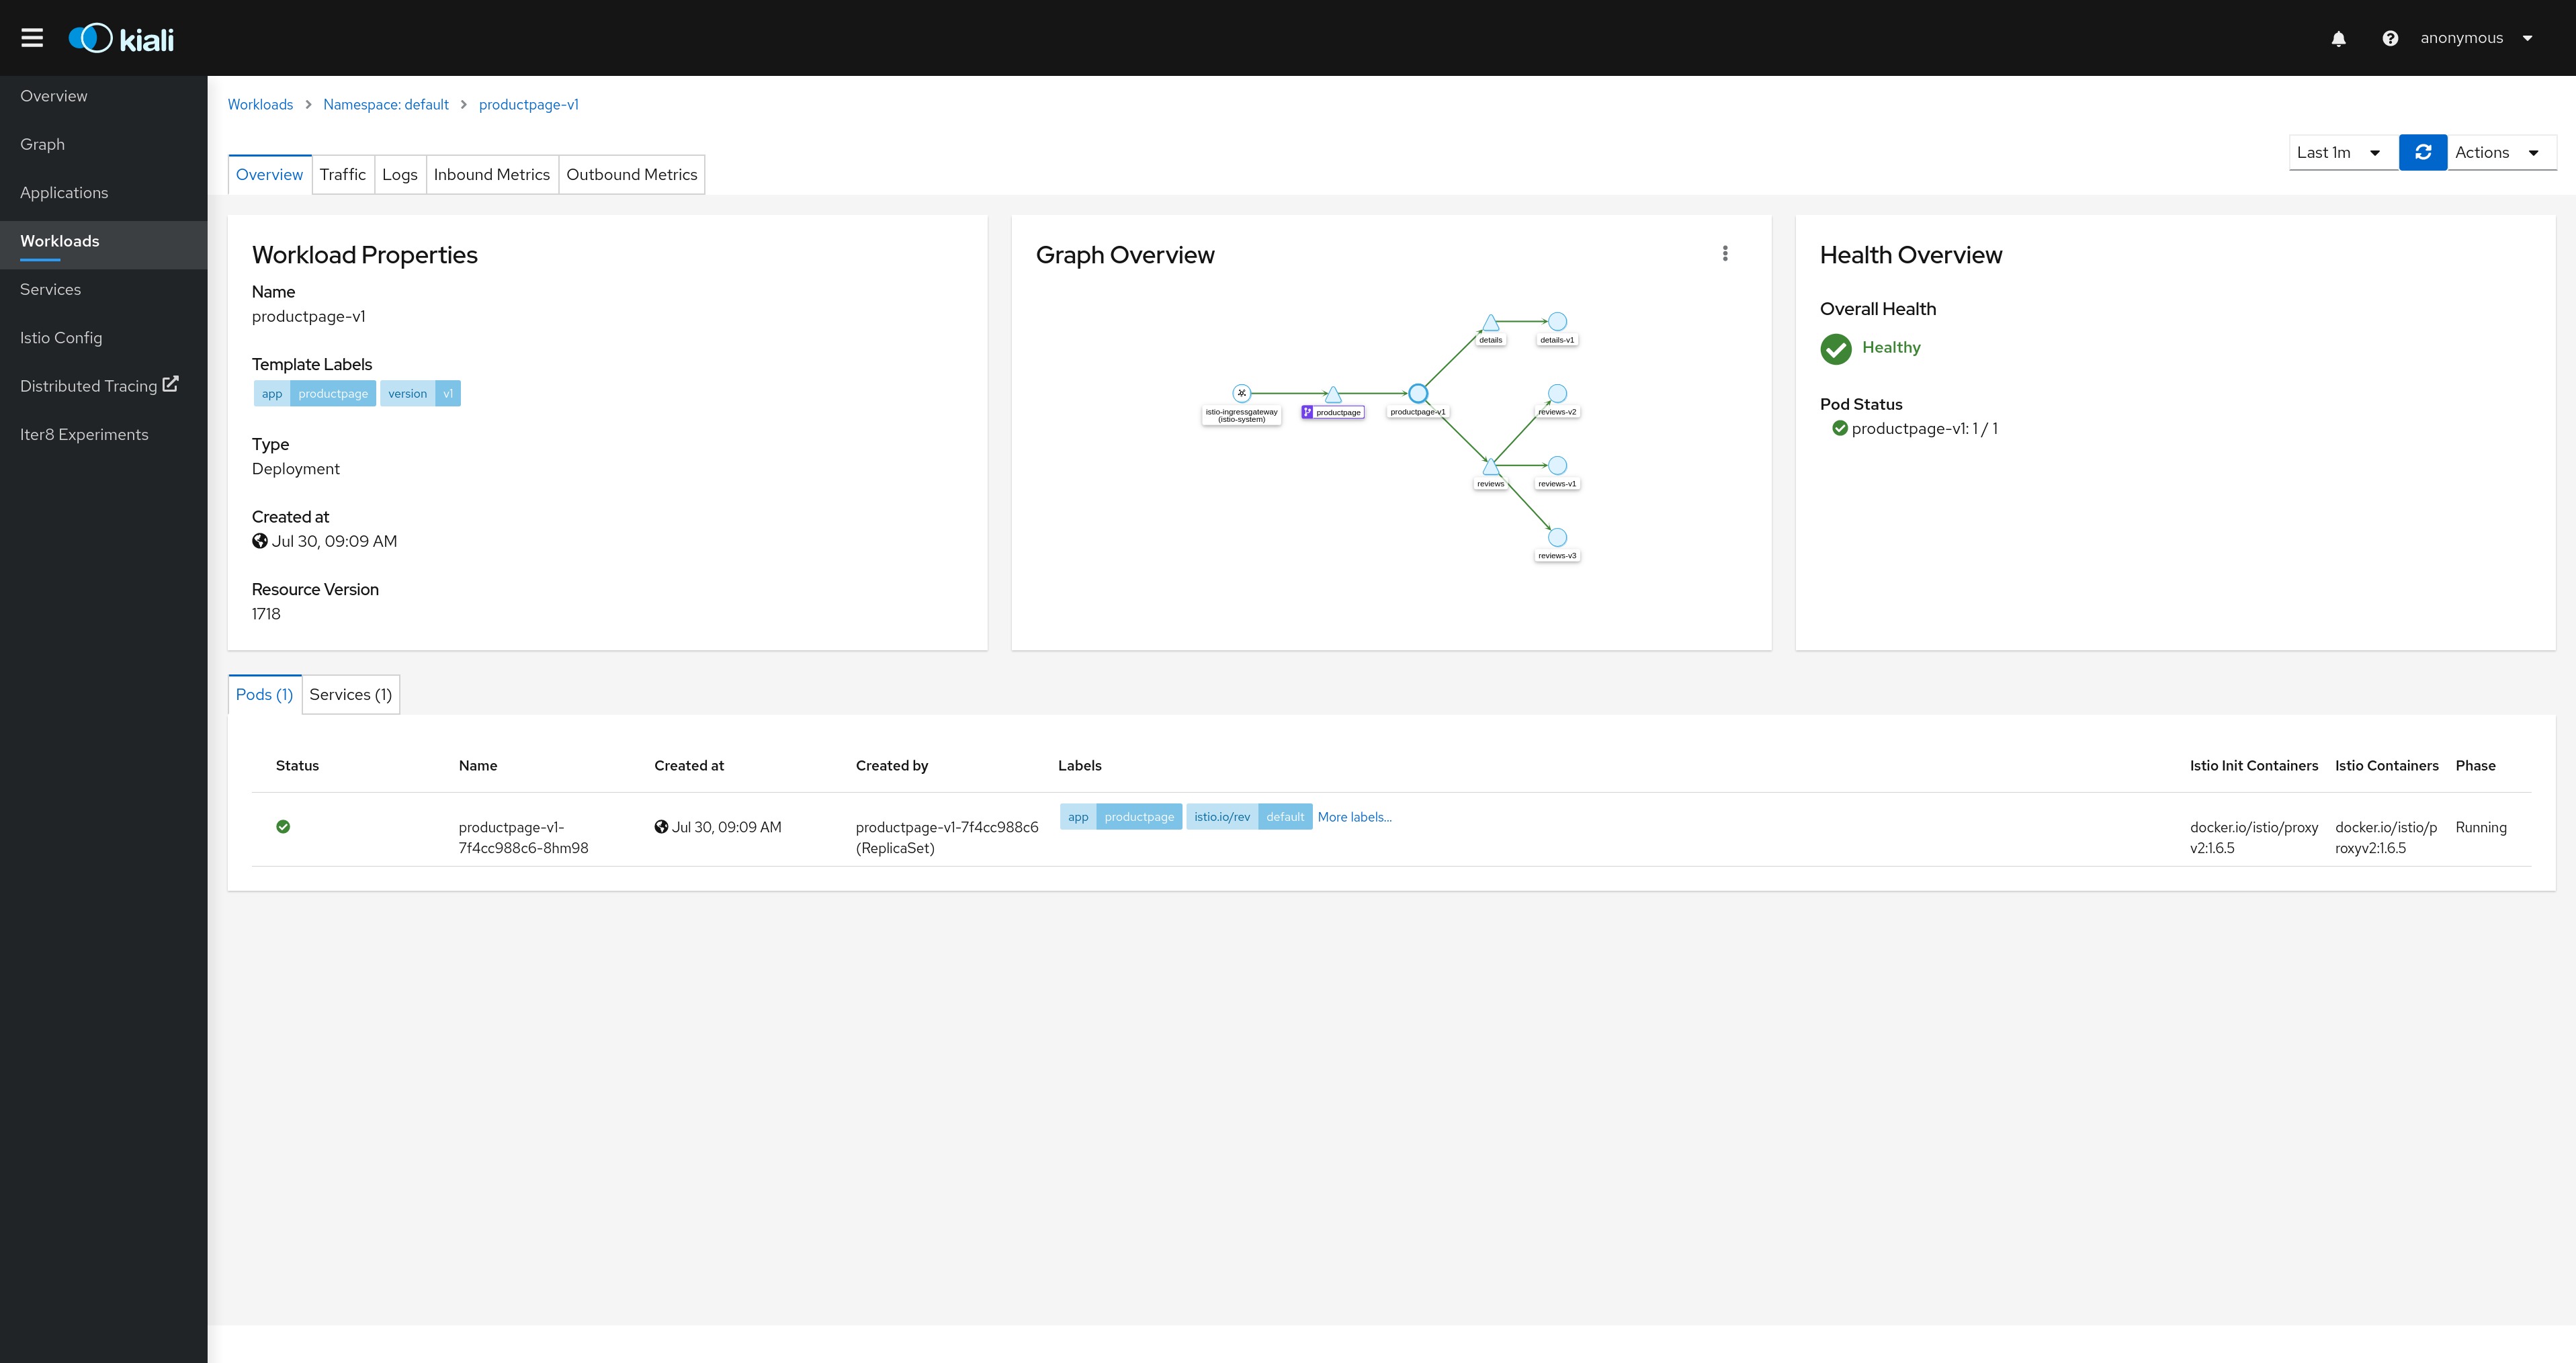 kiali
anonymous
Overview
Graph
Applications
Workloads
Services
Istio Config
Distributed Tracing
Iter8 Experiments
Workloads > Namespace: default > productpage-v1
Last 1m
Actions
Overview Traffic Logs Inbound Metrics Outbound Metrics
Workload Properties
Name
productpage-v1
Template Labels
app productpage version v1
Type
Deployment
Created at
Jul 30, 09:09 AM
Resource Version
1718
Graph Overview
details
details-v1
istio-ingressgateway
(istio-system)
productpage
productpage-v1
reviews-v2
reviews
reviews-v1
reviews-v3
Health Overview
Overall Health
Healthy
Pod Status
productpage-v1: 1 / 1
Pods (1) Services (1)
Status Name Created at Created by Labels Istio Init Containers Istio Containers Phase
productpage-v1-
7f4cc988c6-8hm98
Jul 30, 09:09 AM
productpage-v1-7f4cc988c6
(ReplicaSet)
app productpage istio.io/rev default More labels...
docker.io/istio/proxy
v2:1.6.5
docker.io/istio/p
roxyv2:1.6.5
Running